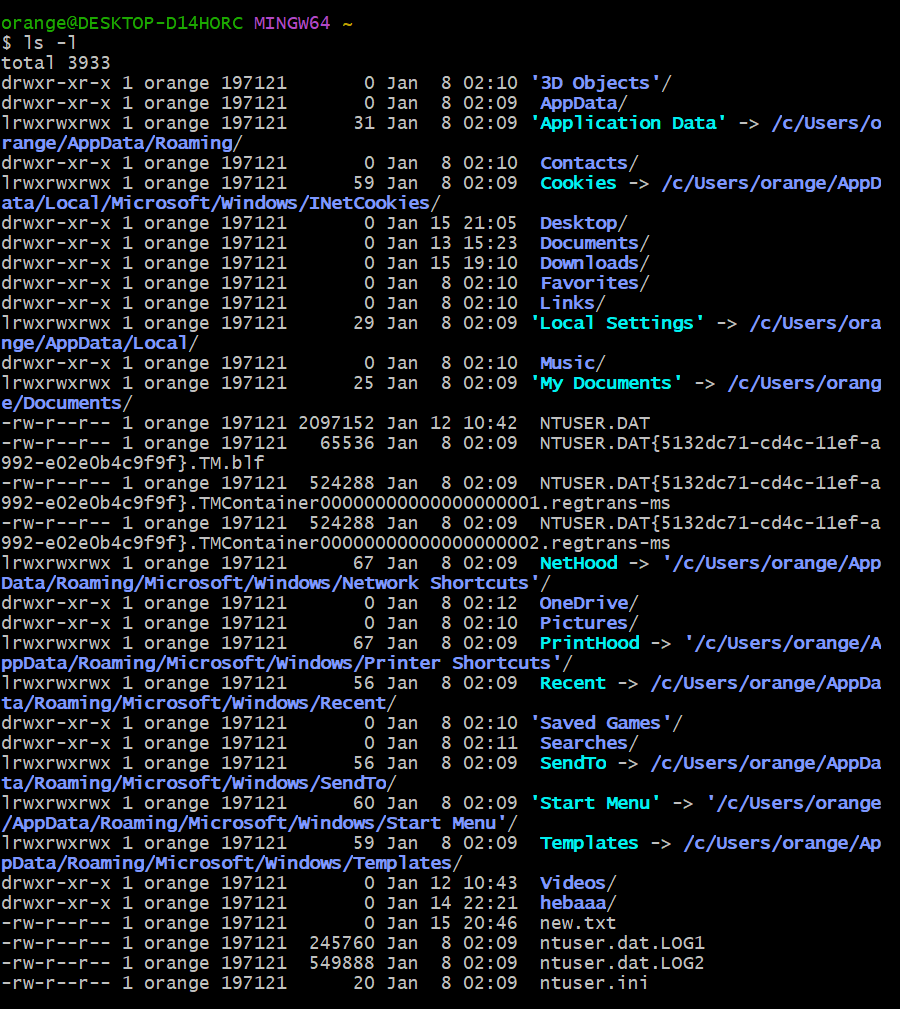 orange@DESKTOP-D14HORC MINGW64 ~
$ ls -l
total 3933
drwxr-xr-x 1 orange 197121       0 Jan  8 02:10 '3D Objects'/
drwxr-xr-x 1 orange 197121       0 Jan  8 02:09  AppData/
lrwxrwxrwx 1 orange 197121      31 Jan  8 02:09 'Application Data' -> /c/Users/o
range/AppData/Roaming/
drwxr-xr-x 1 orange 197121       0 Jan  8 02:10  Contacts/
lrwxrwxrwx 1 orange 197121      59 Jan  8 02:09  Cookies -> /c/Users/orange/AppD
ata/Local/Microsoft/Windows/INetCookies/
drwxr-xr-x 1 orange 197121       0 Jan 15 21:05  Desktop/
drwxr-xr-x 1 orange 197121       0 Jan 13 15:23  Documents/
drwxr-xr-x 1 orange 197121       0 Jan 15 19:10  Downloads/
drwxr-xr-x 1 orange 197121       0 Jan  8 02:10  Favorites/
drwxr-xr-x 1 orange 197121       0 Jan  8 02:10  Links/
lrwxrwxrwx 1 orange 197121      29 Jan  8 02:09 'Local Settings' -> /c/Users/ora
nge/AppData/Local/
drwxr-xr-x 1 orange 197121       0 Jan  8 02:10  Music/
lrwxrwxrwx 1 orange 197121      25 Jan  8 02:09 'My Documents' -> /c/Users/orang
e/Documents/
-rw-r--r-- 1 orange 197121 2097152 Jan 12 10:42  NTUSER.DAT
-rw-r--r-- 1 orange 197121   65536 Jan  8 02:09  NTUSER.DAT{5132dc71-cd4c-11ef-a
992-e02e0b4c9f9f}.TM.blf
-rw-r--r-- 1 orange 197121  524288 Jan  8 02:09  NTUSER.DAT{5132dc71-cd4c-11ef-a
992-e02e0b4c9f9f}.TMContainer00000000000000000001.regtrans-ms
-rw-r--r-- 1 orange 197121  524288 Jan  8 02:09  NTUSER.DAT{5132dc71-cd4c-11ef-a
992-e02e0b4c9f9f}.TMContainer00000000000000000002.regtrans-ms
lrwxrwxrwx 1 orange 197121      67 Jan  8 02:09  NetHood -> '/c/Users/orange/App
Data/Roaming/Microsoft/Windows/Network Shortcuts'/
drwxr-xr-x 1 orange 197121       0 Jan  8 02:12  OneDrive/
drwxr-xr-x 1 orange 197121       0 Jan  8 02:10  Pictures/
lrwxrwxrwx 1 orange 197121      67 Jan  8 02:09  PrintHood -> '/c/Users/orange/A
ppData/Roaming/Microsoft/Windows/Printer Shortcuts'/
lrwxrwxrwx 1 orange 197121      56 Jan  8 02:09  Recent -> /c/Users/orange/AppDa
ta/Roaming/Microsoft/Windows/Recent/
drwxr-xr-x 1 orange 197121       0 Jan  8 02:10 'Saved Games'/
drwxr-xr-x 1 orange 197121       0 Jan  8 02:11  Searches/
lrwxrwxrwx 1 orange 197121      56 Jan  8 02:09  SendTo -> /c/Users/orange/AppDa
ta/Roaming/Microsoft/Windows/SendTo/
lrwxrwxrwx 1 orange 197121      60 Jan  8 02:09 'Start Menu' -> '/c/Users/orange
/AppData/Roaming/Microsoft/Windows/Start Menu'/
lrwxrwxrwx 1 orange 197121      59 Jan  8 02:09  Templates -> /c/Users/orange/Ap
pData/Roaming/Microsoft/Windows/Templates/
drwxr-xr-x 1 orange 197121       0 Jan 12 10:43  Videos/
drwxr-xr-x 1 orange 197121       0 Jan 14 22:21  hebaaa/
-rw-r--r-- 1 orange 197121       0 Jan 15 20:46  new.txt
-rw-r--r-- 1 orange 197121  245760 Jan  8 02:09  ntuser.dat.LOG1
-rw-r--r-- 1 orange 197121  549888 Jan  8 02:09  ntuser.dat.LOG2
-rw-r--r-- 1 orange 197121      20 Jan  8 02:09  ntuser.ini